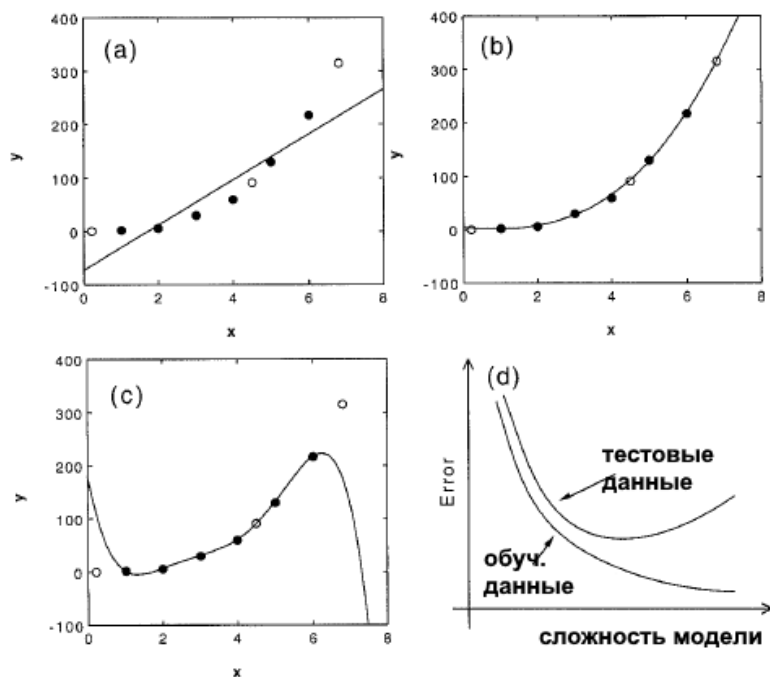 (a)
400
300
200
100
0
-100
y
0 2 4 6 8
x
(b)
400
300
200
100
0
-100
y
0 2 4 6 8
x
(c)
400
300
200
100
0
-100
y
0 2 4 6 8
x
(d)
Error
тестовые
данные
обуч.
данные
сложность модели